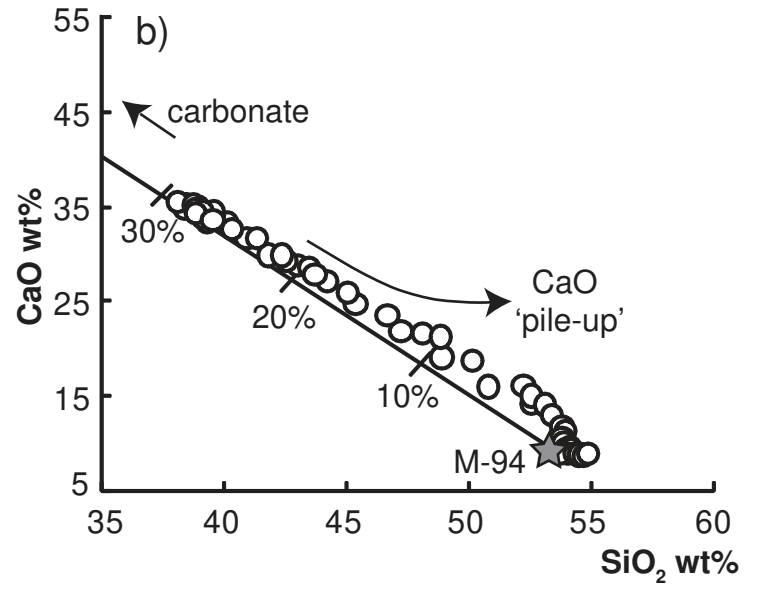 b)
55
45
35
25
15
5
CaO wt%
carbonate
30%
20%
10%
CaO
'pile-up'
M-94
35
40
45
50
55
60
SiO₂ wt%